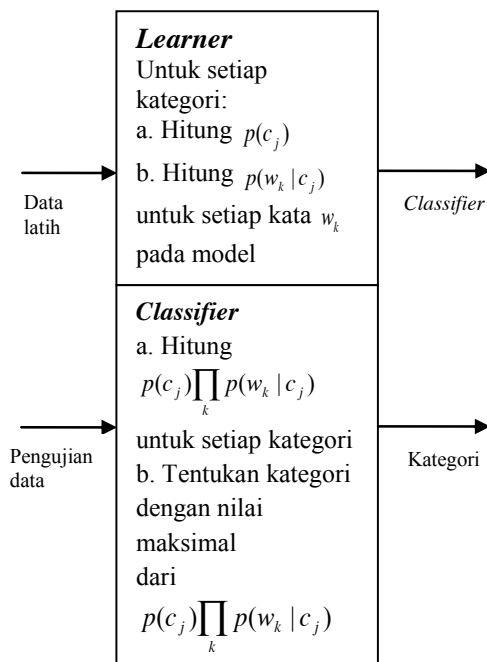 Learner
Untuk setiap
kategori:
a. Hitung p(c_j)
b. Hitung p(w_k | c_j)
untuk setiap kata w_k
pada model
Data
latih
Classifier
Classifier
a. Hitung
p(c_j)∏_k p(w_k | c_j)
untuk setiap kategori
b. Tentukan kategori
dengan nilai
maksimal
dari
p(c_j)∏_k p(w_k | c_j)
Pengujian
data
Kategori